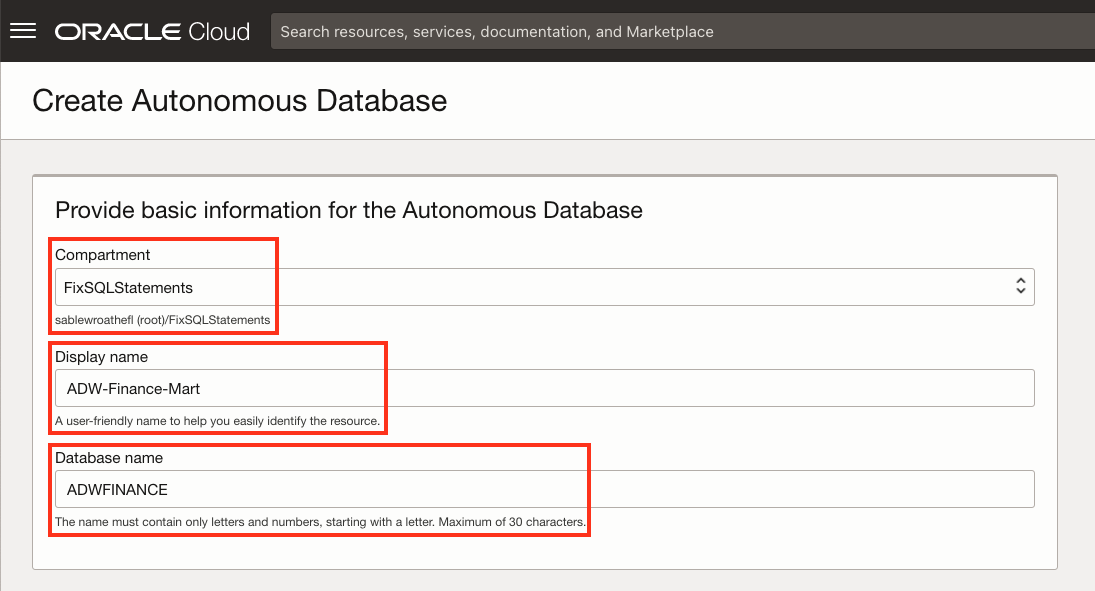 ORACLE Cloud
Search resources, services, documentation, and Marketplace
Create Autonomous Database
Provide basic information for the Autonomous Database
Compartment
FixSQLStatements
sablewroathefl (root)/FixSQLStatements
Display name
ADW-Finance-Mart
A user-friendly name to help you easily identify the resource.
Database name
ADWFINANCE
The name must contain only letters and numbers, starting with a letter. Maximum of 30 characters.